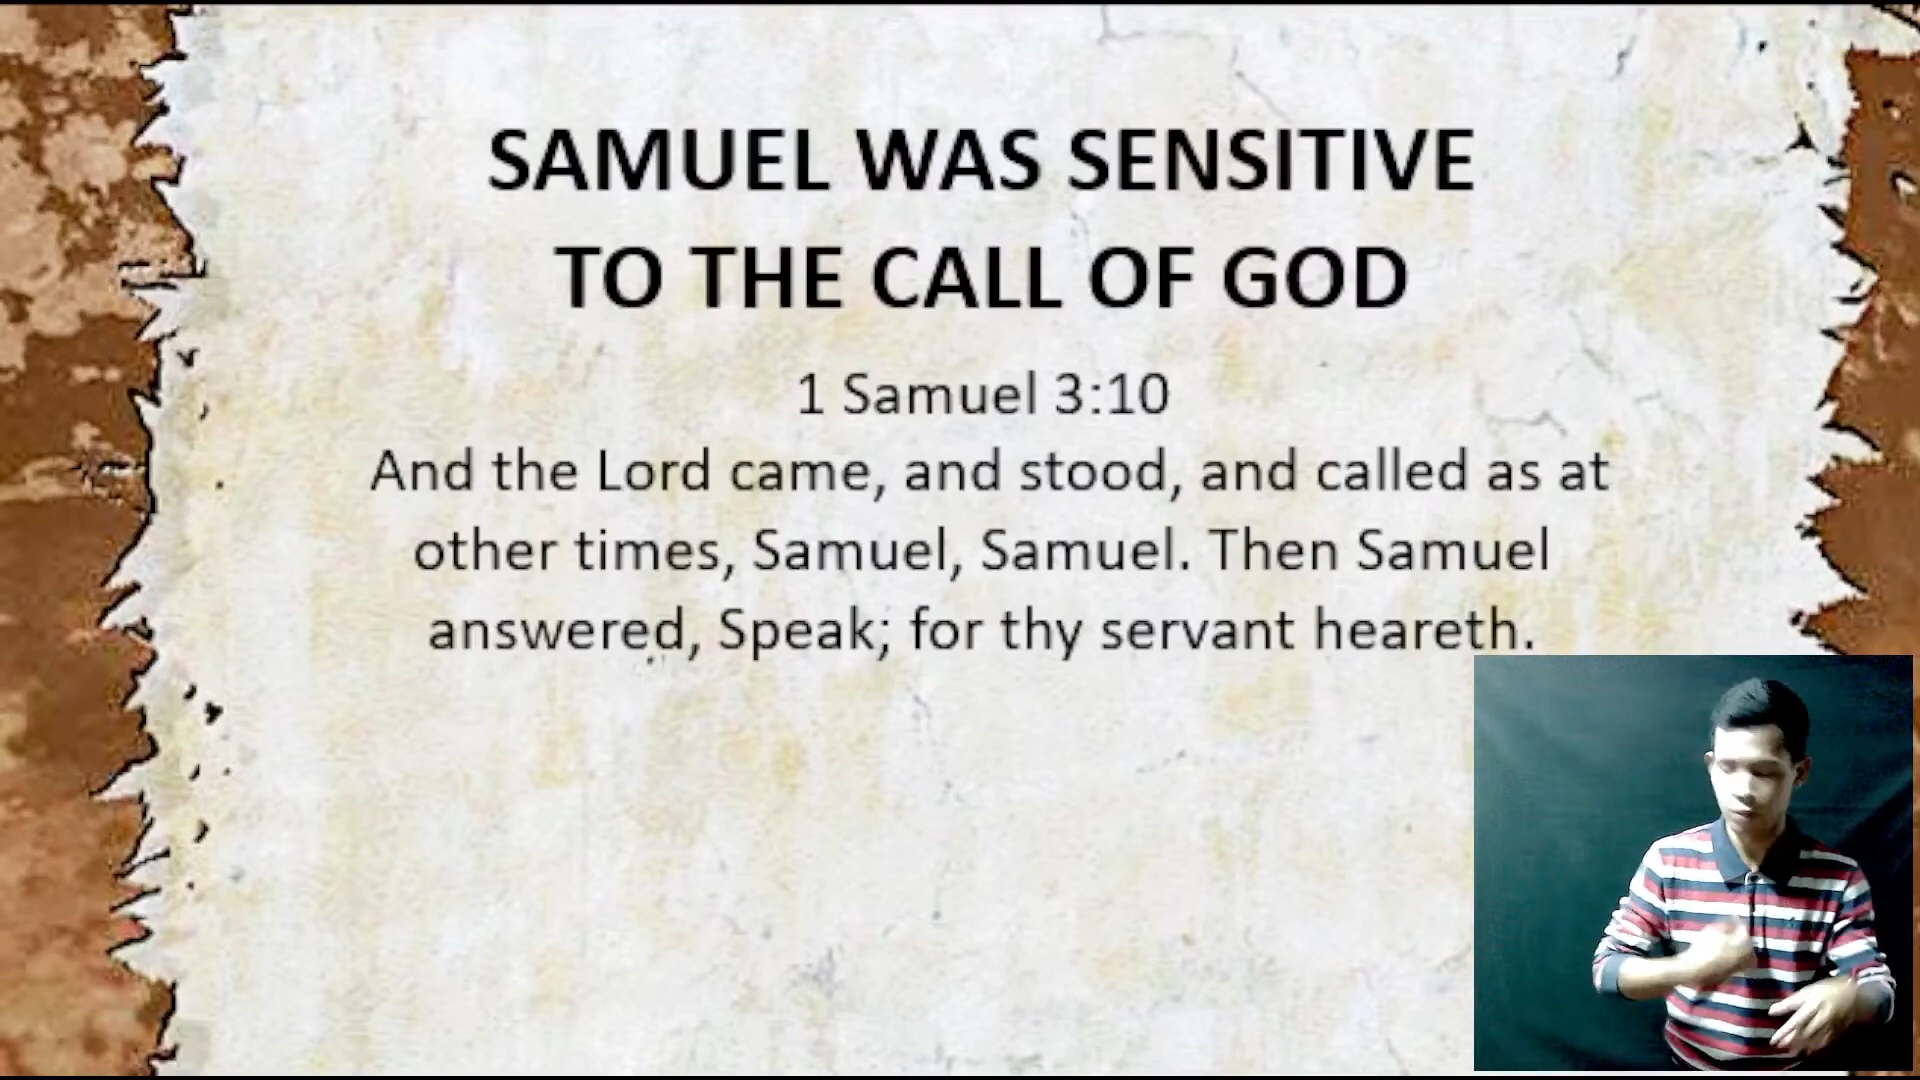 SAMUEL WAS SENSITIVE
TO THE CALL OF GOD
1 Samuel 3:10
And the Lord came, and stood, and called as at
other times, Samuel, Samuel. Then Samuel
answered, Speak; for thy servant heareth.